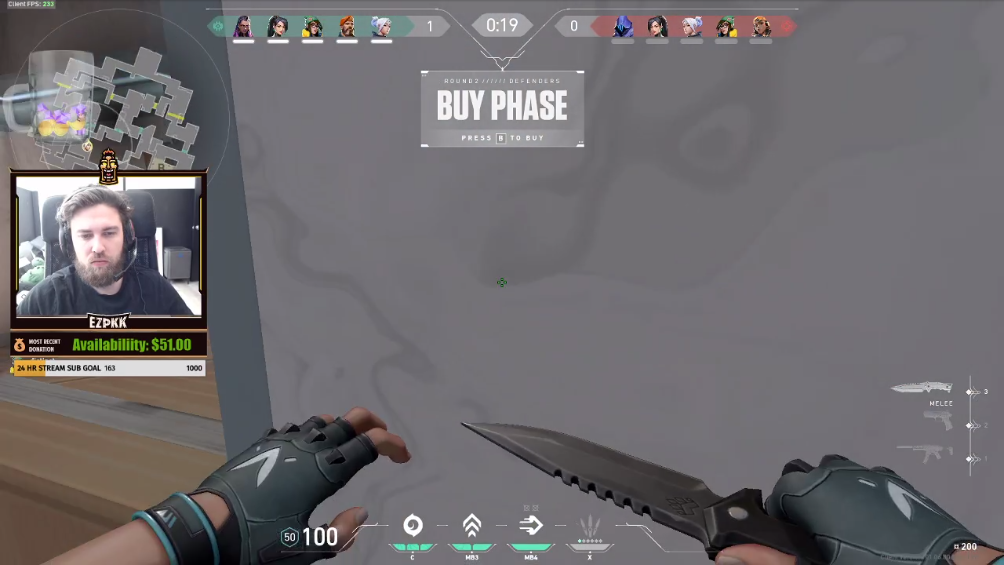 Client FPS: 233
1
0:19
0
ROUND 2 ////// DEFENDERS
BUY PHASE
PRESS B TO BUY
B
EZPKK
MOST RECENT
DONATION
Availabiliity: $51.00
24 HR STREAM SUB GOAL 163 1000
3
MELEE
2
1
50 100
C
MB3
MB4
X
200